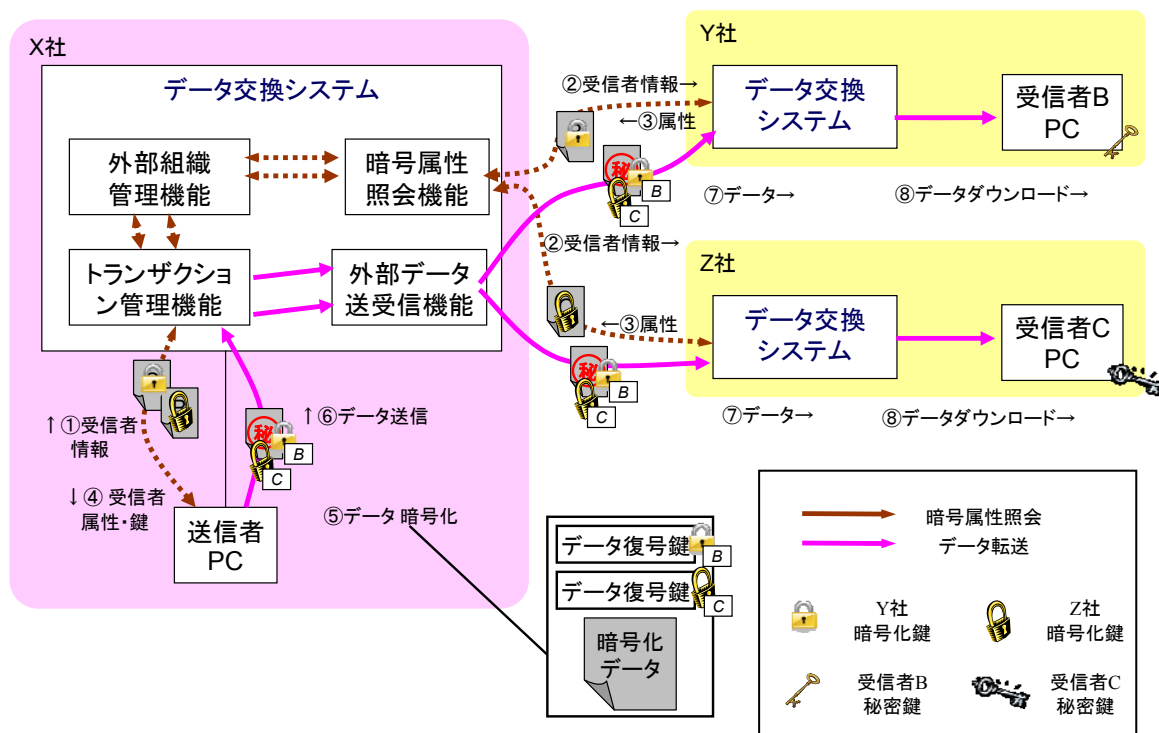 X社
データ交換システム
外部組織
管理機能
暗号属性
照会機能
トランザクショ
ン管理機能
外部データ
送受信機能
↑①受信者
情報
↓④ 受信者
属性・鍵
送信者
PC
秘
B
C
↑⑥データ送信
⑤データ 暗号化
②受信者情報→
←③属性
秘
B
C
②受信者情報→
←③属性
秘
B
C
Y社
データ交換
システム
受信者B
PC
⑦データ→
⑧データダウンロード→
Z社
データ交換
システム
受信者C
PC
⑦データ→
⑧データダウンロード→
データ復号鍵
B
データ復号鍵
C
暗号化
データ
暗号属性照会
データ転送
Y社
暗号化鍵
Z社
暗号化鍵
受信者B
秘密鍵
受信者C
秘密鍵